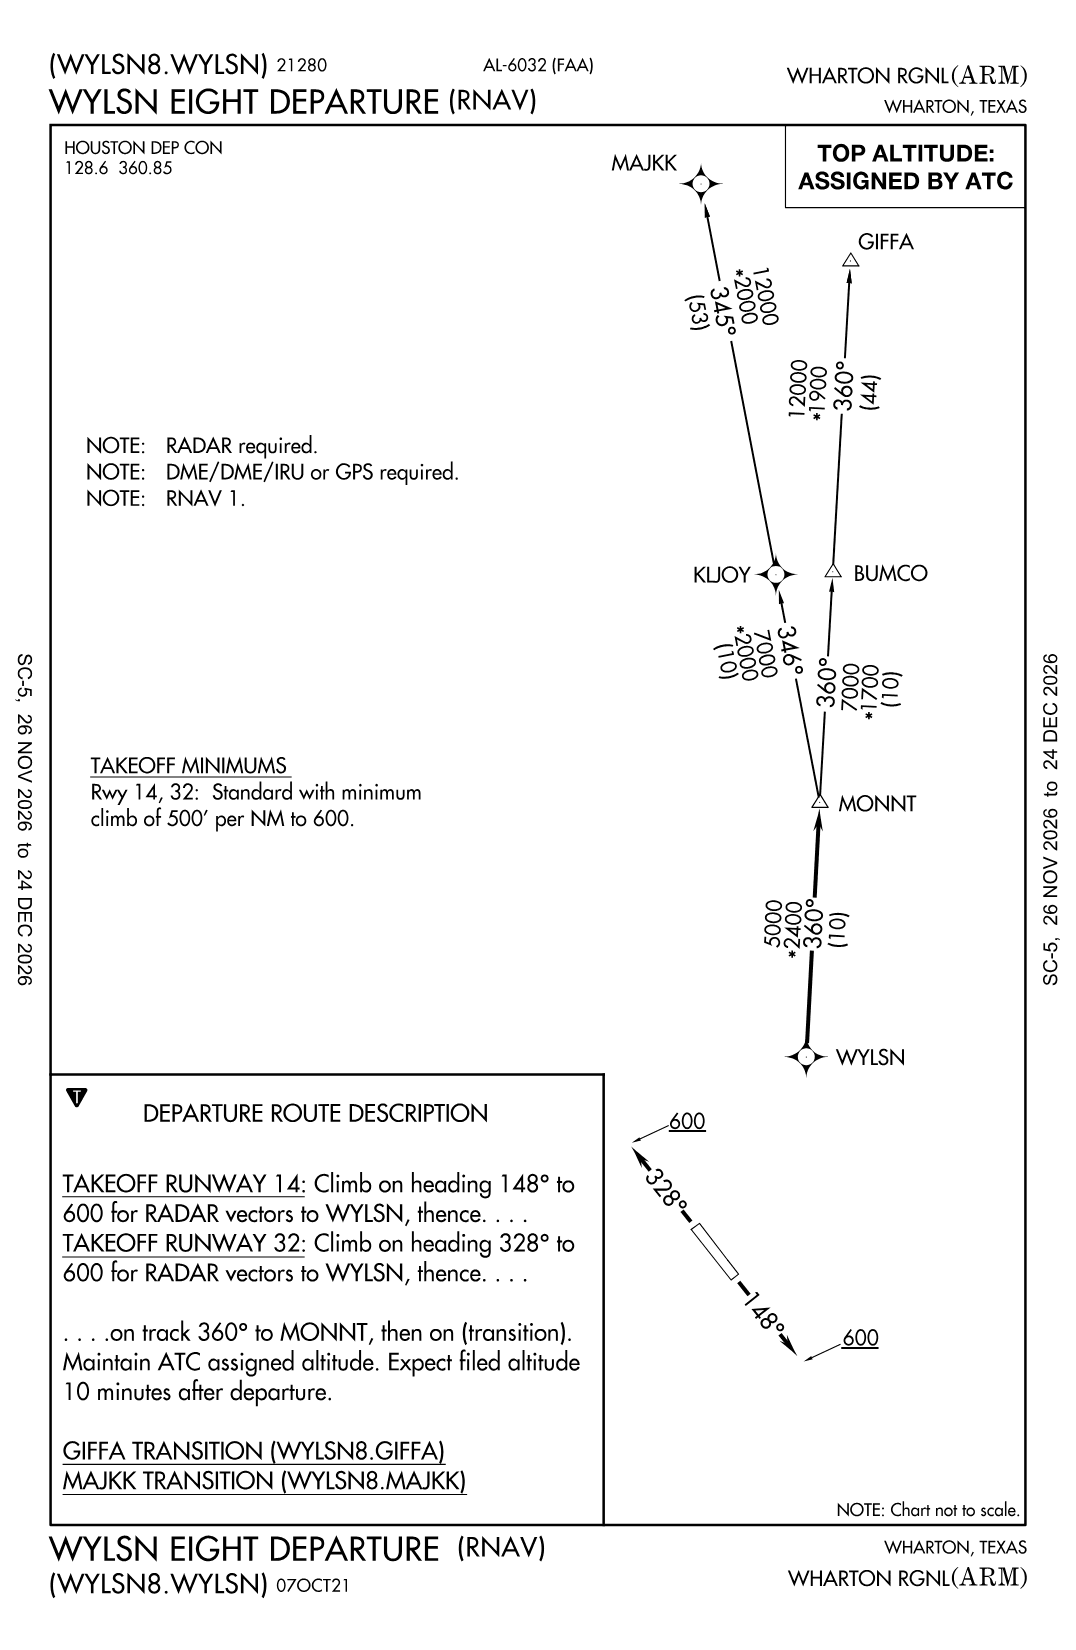 (WYLSN8.WYLSN) 21280
AL-6032 (FAA)
WHARTON RGNL(ARM)
WYLSN EIGHT DEPARTURE (RNAV)
WHARTON, TEXAS
HOUSTON DEP CON
128.6 360.85
TOP ALTITUDE:
ASSIGNED BY ATC
MAJKK
GIFFA
12000
*2000
345°
(53)
12000
*1900
360°
(44)
NOTE: RADAR required.
NOTE: DME/DME/IRU or GPS required.
NOTE: RNAV 1.
KIJOY
BUMCO
346°
7000
*2000
(10)
360°
7000
*1700
(10)
SC-5, 26 NOV 2026 to 24 DEC 2026
SC-5, 26 NOV 2026 to 24 DEC 2026
TAKEOFF MINIMUMS
Rwy 14, 32: Standard with minimum
climb of 500′ per NM to 600.
MONNT
5000
*2400
360°
(10)
WYLSN
T
DEPARTURE ROUTE DESCRIPTION
TAKEOFF RUNWAY 14: Climb on heading 148° to
600 for RADAR vectors to WYLSN, thence. . . .
TAKEOFF RUNWAY 32: Climb on heading 328° to
600 for RADAR vectors to WYLSN, thence. . . .
. . . .on track 360° to MONNT, then on (transition).
Maintain ATC assigned altitude. Expect filed altitude
10 minutes after departure.
GIFFA TRANSITION (WYLSN8.GIFFA)
MAJKK TRANSITION (WYLSN8.MAJKK)
600
328°
148°
600
NOTE: Chart not to scale.
WYLSN EIGHT DEPARTURE (RNAV)
WHARTON, TEXAS
(WYLSN8.WYLSN) 07OCT21
WHARTON RGNL(ARM)